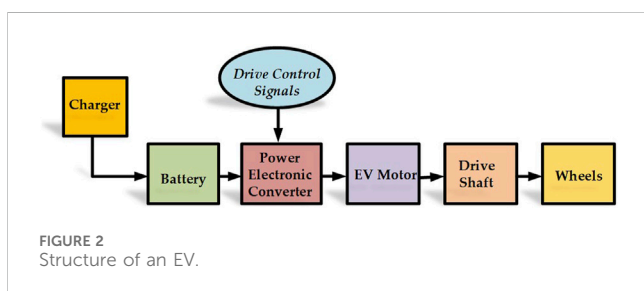 Drive Control
Signals
Charger
Battery
Power
Electronic
Converter
EV Motor
Drive
Shaft
Wheels
FIGURE 2
Structure of an EV.